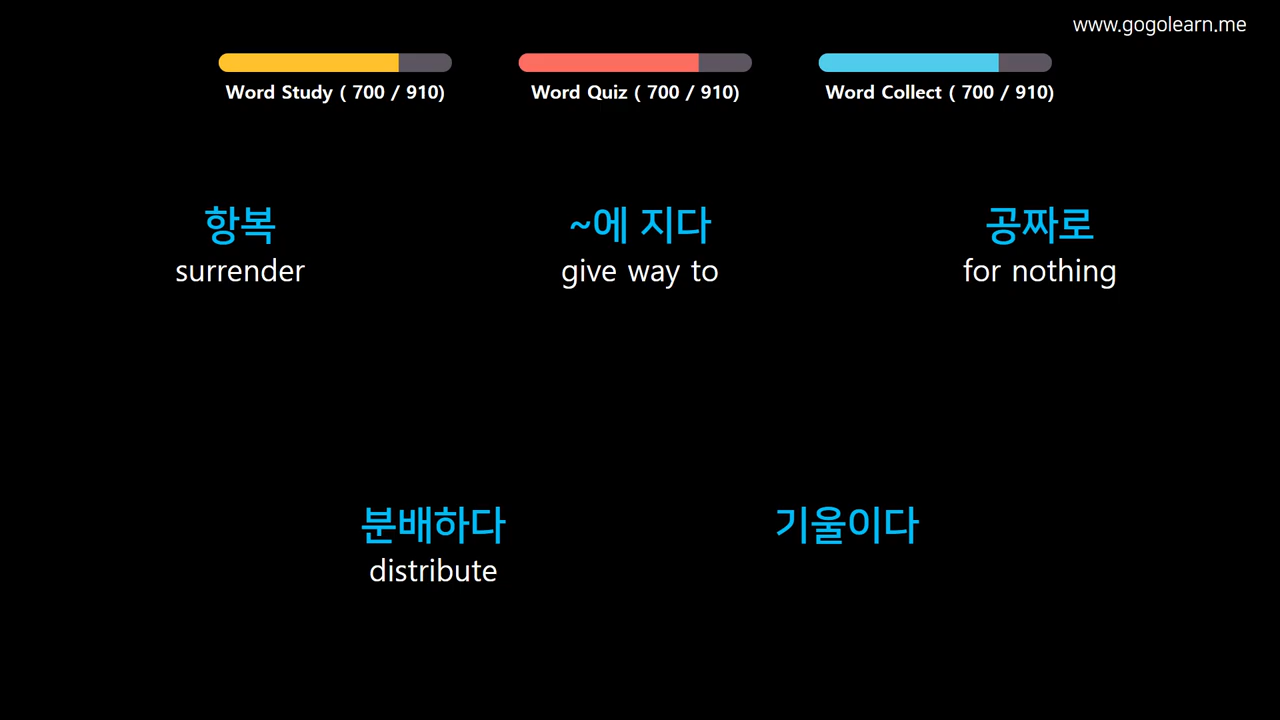 www.gogolearn.me
Word Study ( 700 / 910)
Word Quiz ( 700 / 910)
Word Collect ( 700 / 910)
항복
surrender
~에 지다
give way to
공짜로
for nothing
분배하다
distribute
기울이다